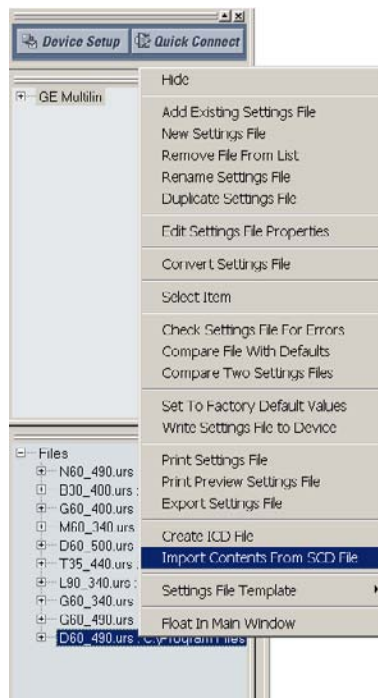 Device Setup
Quick Connect
GE Multilin
Hide
Add Existing Settings File
New Settings File
Remove File From List
Rename Settings File
Duplicate Settings File
Edit Settings File Properties
Convert Settings File
Select Item
Check Settings File For Errors
Compare File With Defaults
Compare Two Settings Files
Set To Factory Default Values
Write Settings File to Device
Print Settings File
Print Preview Settings File
Export Settings File
Create ICD File
Import Contents From SCD File
Settings File Template
Float In Main Window
Files
N60_490.urs
B30_400.urs :
G60_400.urs
M60_340.urs
D60_500.urs
T35_440.urs :
L90_340.urs :
G60_340.urs
G60_490.urs
D60_490.urs : C:\Program Files